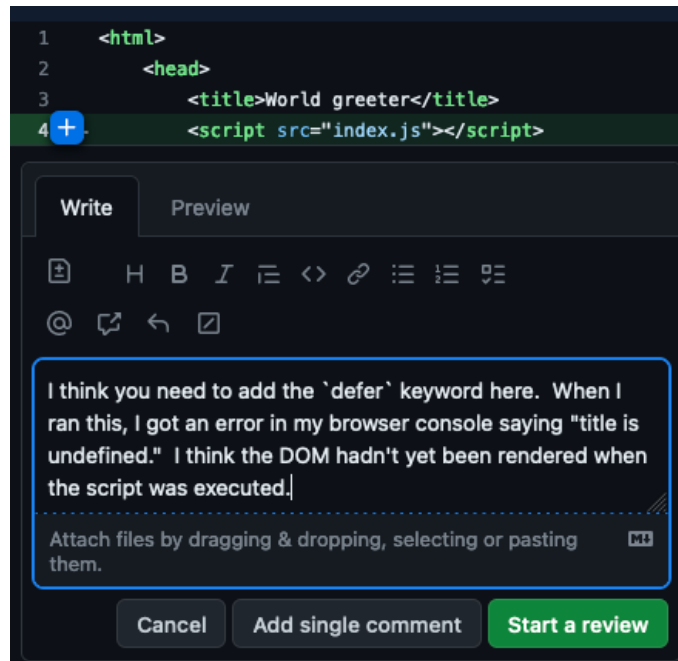 1 <html>
2 <head>
3 <title>World greeter</title>
4 + <script src="index.js"></script>
Write Preview
H B I <>
@
I think you need to add the `defer` keyword here.  When I
ran this, I got an error in my browser console saying "title is
undefined."  I think the DOM hadn't yet been rendered when
the script was executed.
Attach files by dragging & dropping, selecting or pasting
them.
Cancel Add single comment Start a review